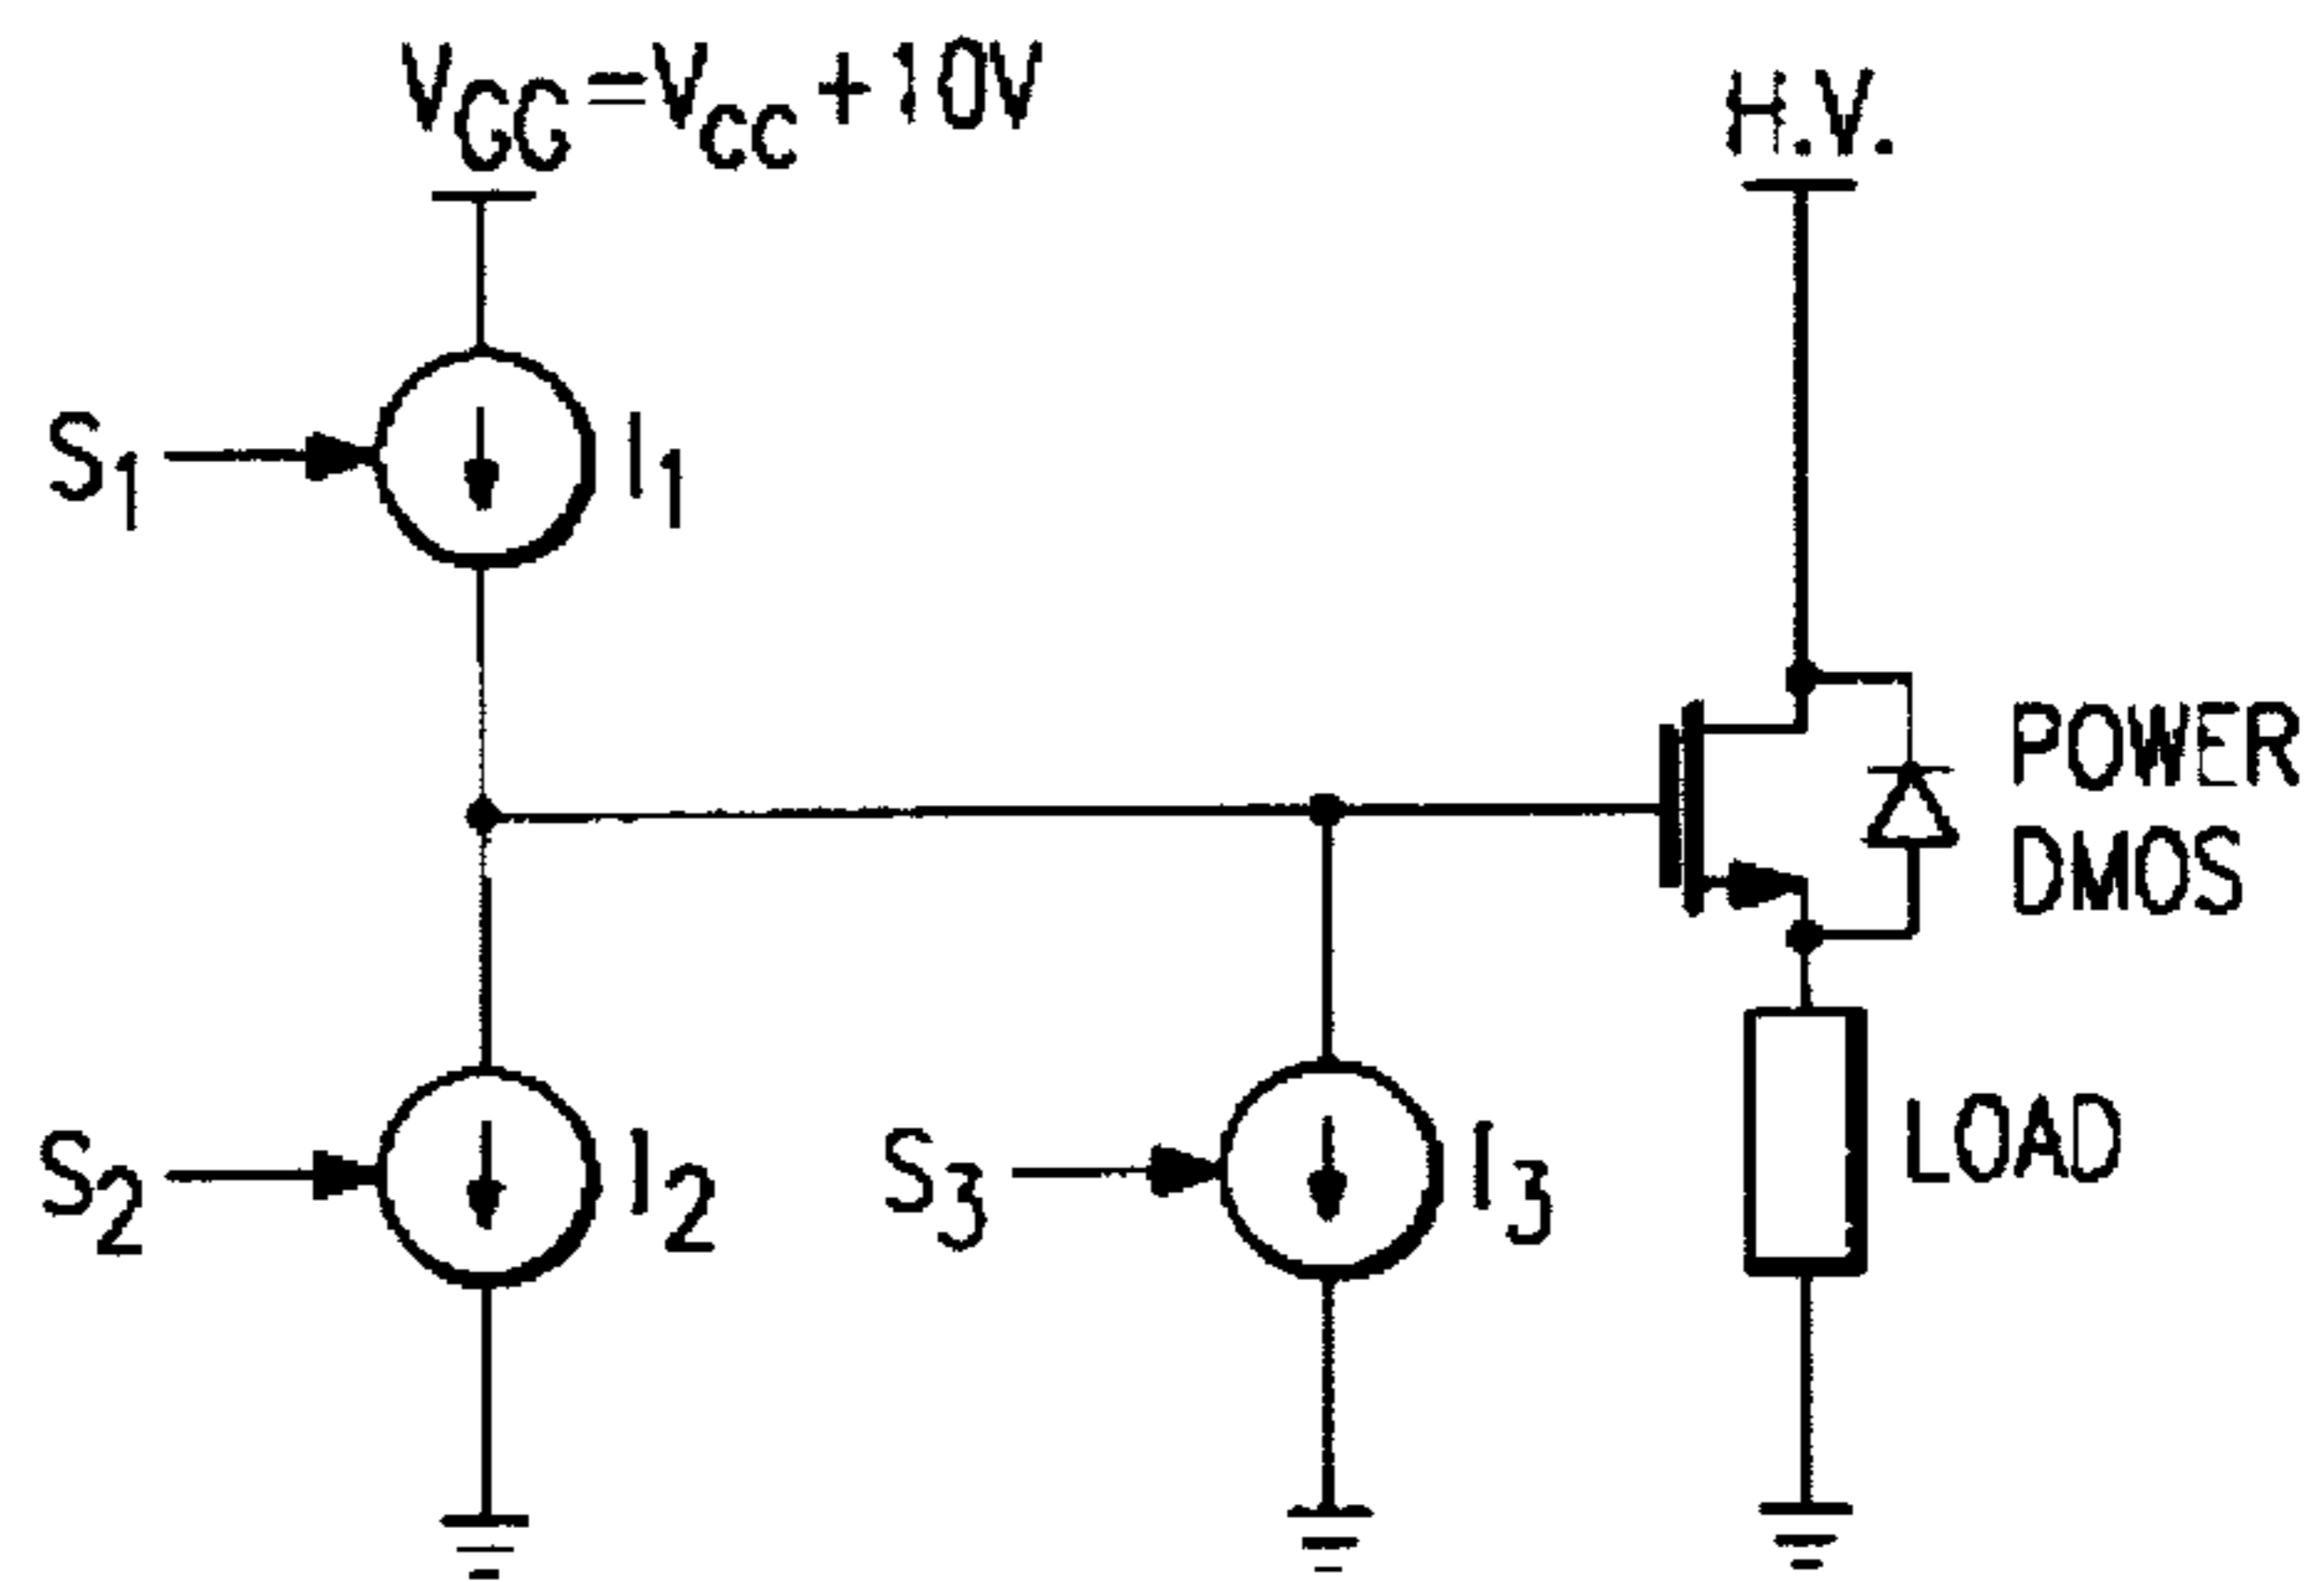 VGG=VCC+10V
H.V.
S1
I1
POWER
DMOS
S2
I2
S3
I3
LOAD